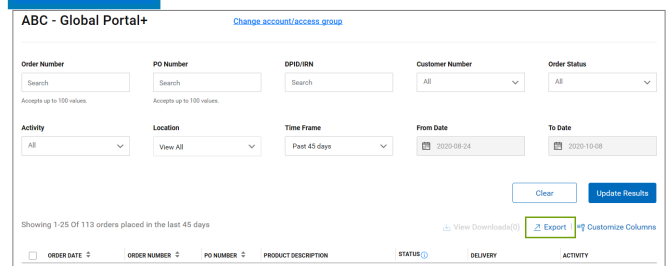 ABC - Global Portal+ Change account/access group
Order Number PO Number DPID/IRN Customer Number Order Status
Search Search Search All All
Accepts up to 100 values. Accepts up to 100 values.
Activity Location Time Frame From Date To Date
All View All Past 45 days 2020-08-24 2020-10-08
Clear Update Results
Showing 1-25 Of 113 orders placed in the last 45 days View Downloads(0) Export Customize Columns
ORDER DATE ORDER NUMBER PO NUMBER PRODUCT DESCRIPTION STATUS DELIVERY ACTIVITY